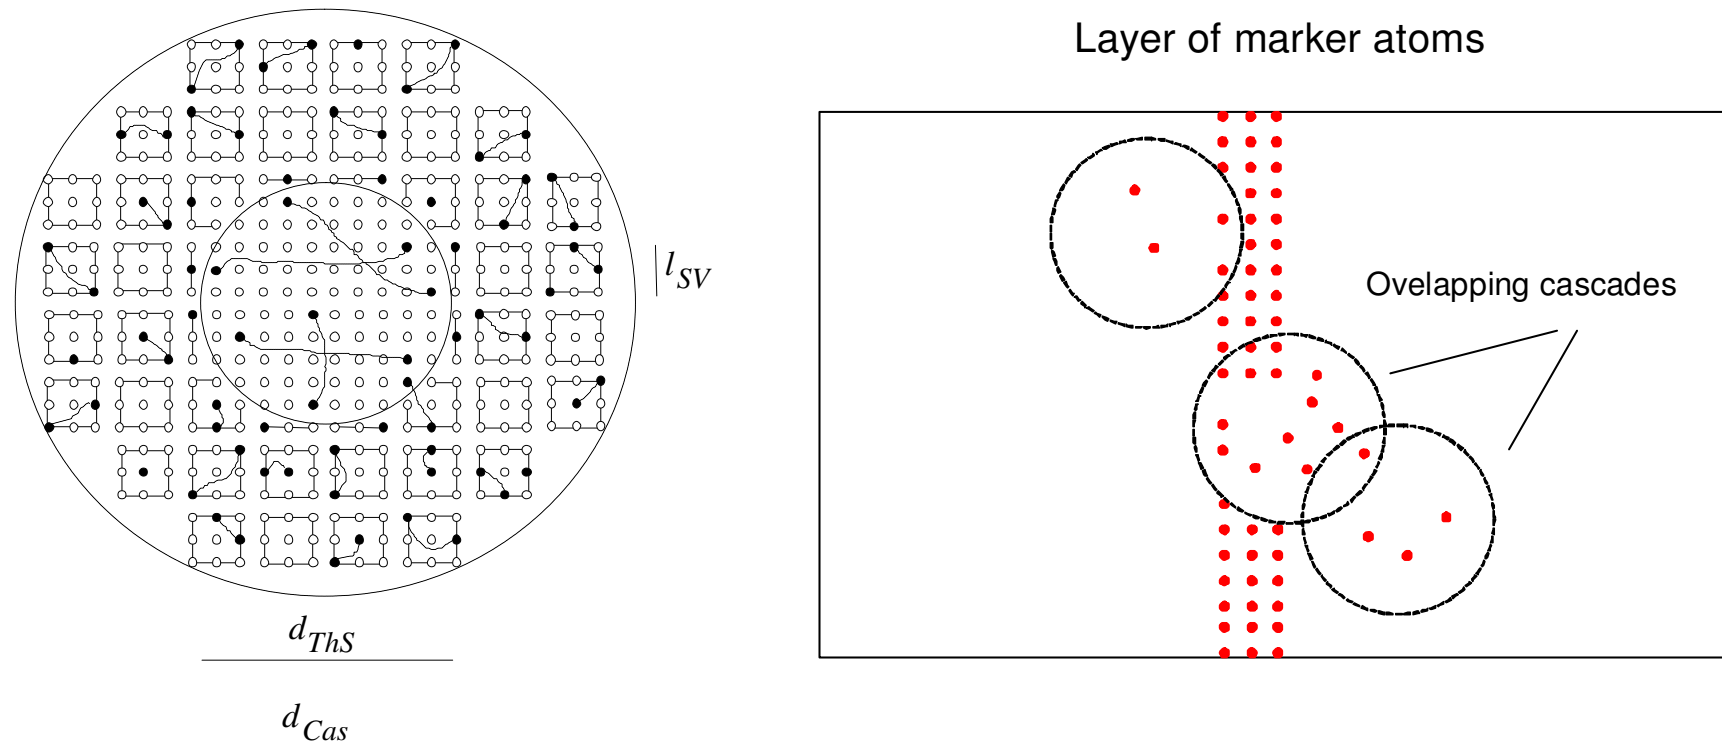 Layer of marker atoms
l_SV
Ovelapping cascades
d_ThS
d_Cas